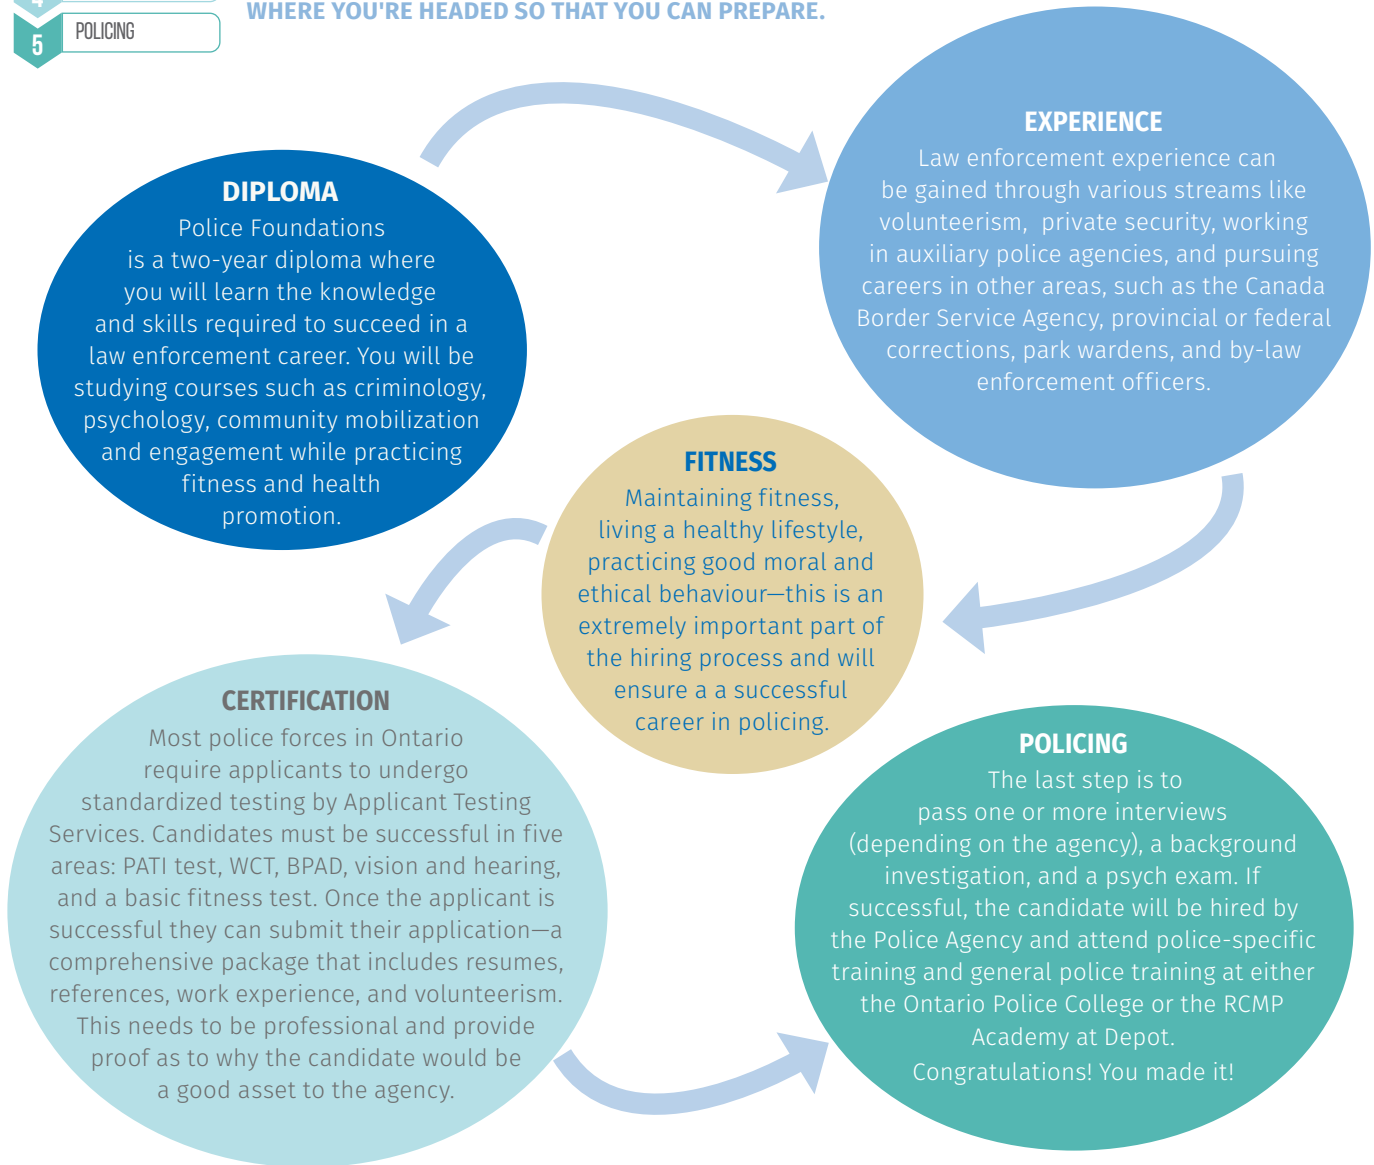 4
WHERE YOU'RE HEADED SO THAT YOU CAN PREPARE.
5
POLICING
DIPLOMA
Police Foundations
is a two-year diploma where
you will learn the knowledge
and skills required to succeed in a
law enforcement career. You will be
studying courses such as criminology,
psychology, community mobilization
and engagement while practicing
fitness and health
promotion.
EXPERIENCE
Law enforcement experience can
be gained through various streams like
volunteerism, private security, working
in auxiliary police agencies, and pursuing
careers in other areas, such as the Canada
Border Service Agency, provincial or federal
corrections, park wardens, and by-law
enforcement officers.
FITNESS
Maintaining fitness,
living a healthy lifestyle,
practicing good moral and
ethical behaviour—this is an
extremely important part of
the hiring process and will
ensure a a successful
career in policing.
CERTIFICATION
Most police forces in Ontario
require applicants to undergo
standardized testing by Applicant Testing
Services. Candidates must be successful in five
areas: PATI test, WCT, BPAD, vision and hearing,
and a basic fitness test. Once the applicant is
successful they can submit their application—a
comprehensive package that includes resumes,
references, work experience, and volunteerism.
This needs to be professional and provide
proof as to why the candidate would be
a good asset to the agency.
POLICING
The last step is to
pass one or more interviews
(depending on the agency), a background
investigation, and a psych exam. If
successful, the candidate will be hired by
the Police Agency and attend police-specific
training and general police training at either
the Ontario Police College or the RCMP
Academy at Depot.
Congratulations! You made it!